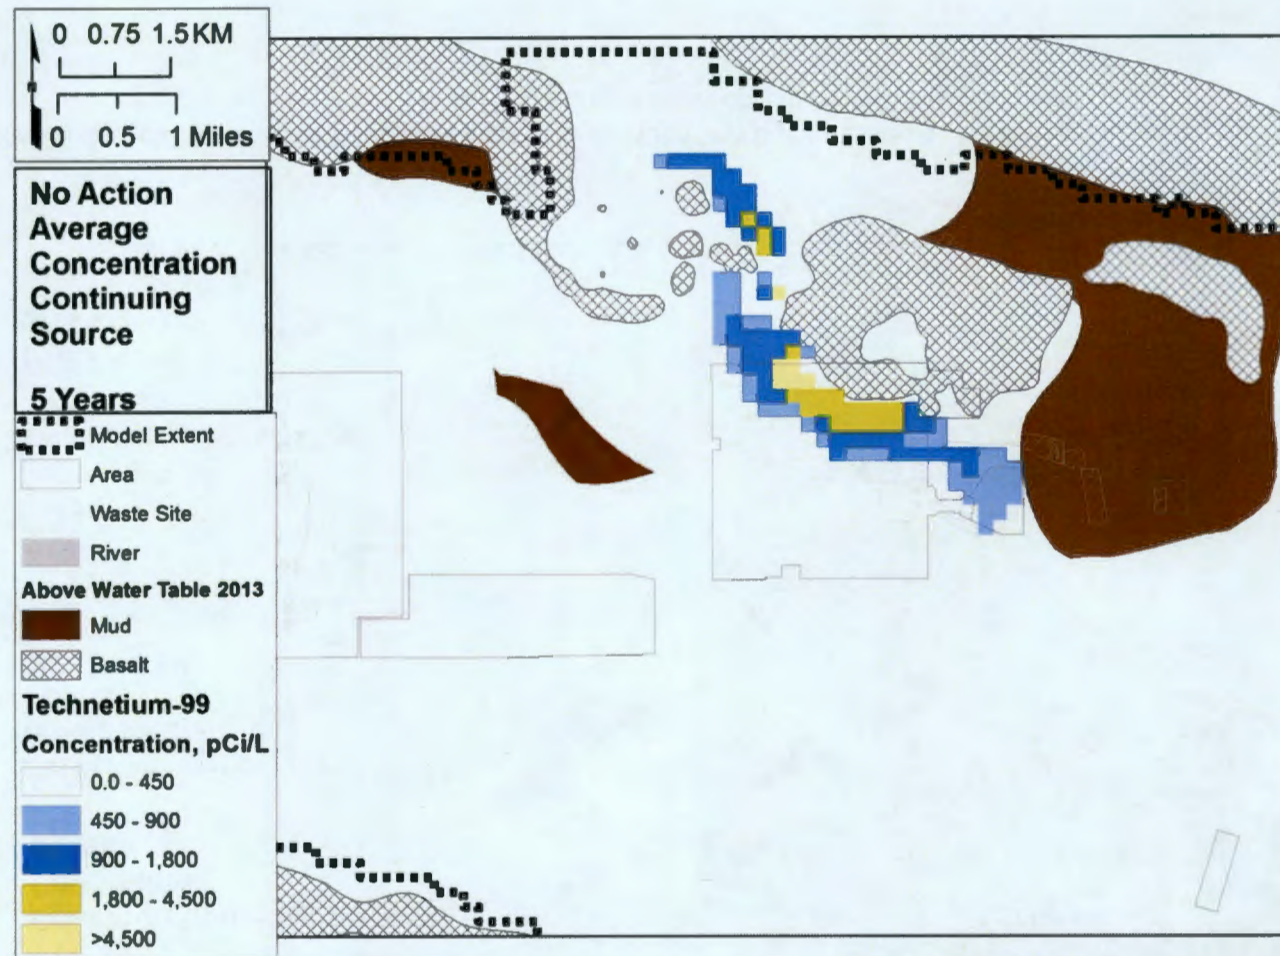 0 0.75 1.5 KM
0 0.5 1 Miles
No Action
Average
Concentration
Continuing
Source
5 Years
Model Extent
Area
Waste Site
River
Above Water Table 2013
Mud
Basalt
Technetium-99
Concentration, pCi/L
0.0 - 450
450 - 900
900 - 1,800
1,800 - 4,500
>4,500